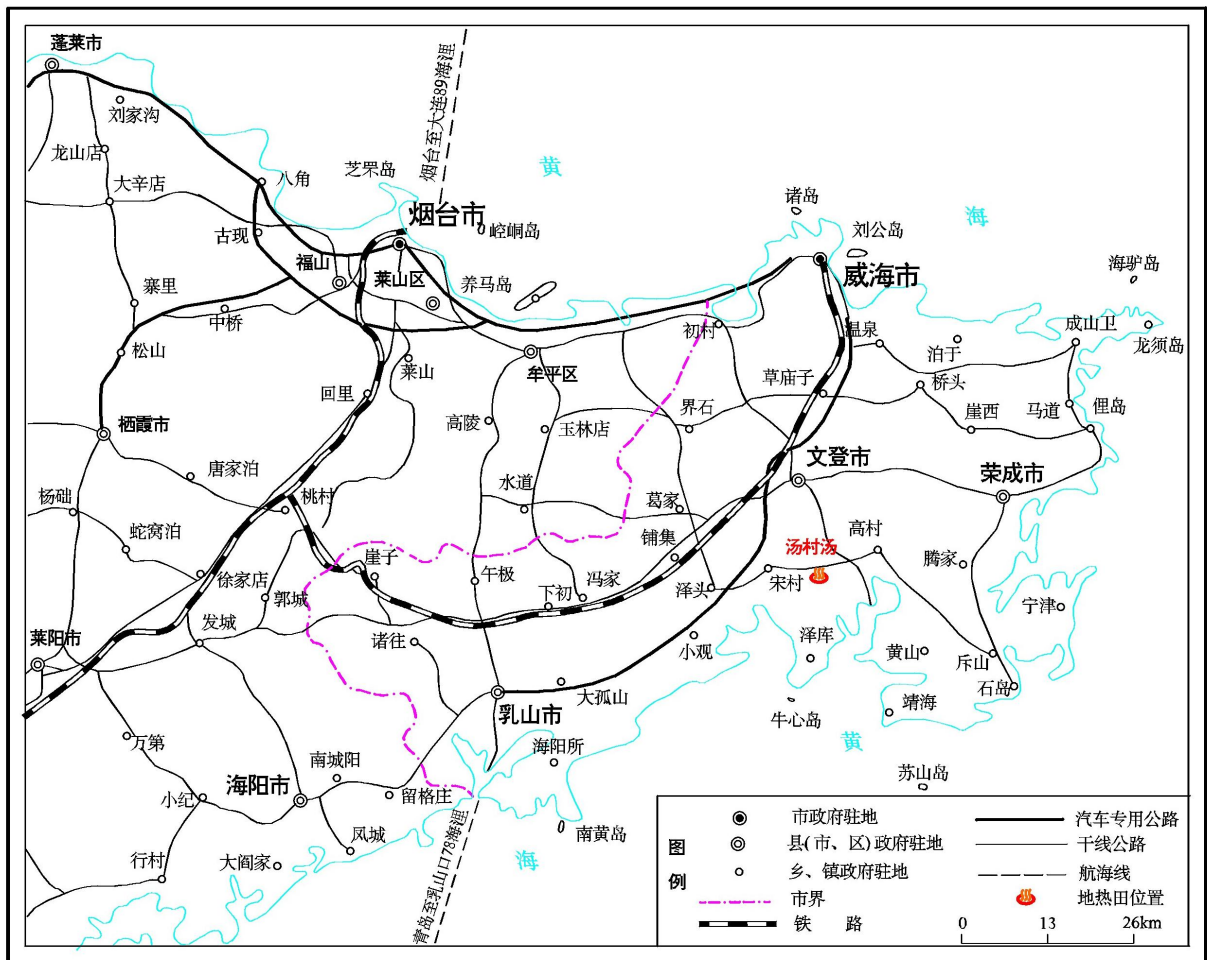 蓬莱市
刘家沟
龙山店
大辛店
八角
芝罘岛
烟台至大连89海浬
黄
海
诸岛
刘公岛
烟台市
崆峒岛
古现
福山
莱山区
养马岛
威海市
海驴岛
寨里
中桥
初村
温泉
泊于
成山卫
龙须岛
松山
莱山
牟平区
回里
草庙子
桥头
栖霞市
高陵
玉林店
界石
崖西
马道
俚岛
唐家泊
文登市
荣成市
杨础
桃村
水道
葛家
蛇窝泊
铺集
汤村汤
高村
徐家店
崖子
午极
下初
冯家
泽头
宋村
腾家
郭城
宁津
莱阳市
发城
诸往
小观
泽库
黄山
斥山
石岛
大孤山
乳山市
靖海
牛心岛
万第
海阳所
黄
海
南城阳
海阳市
留格庄
小纪
苏山岛
凤城
南黄岛
行村
大阎家
青岛至乳山口78海浬
图
例
市政府驻地
县(市、区)政府驻地
乡、镇政府驻地
市界
铁 路
汽车专用公路
干线公路
航海线
地热田位置
0 13 26km